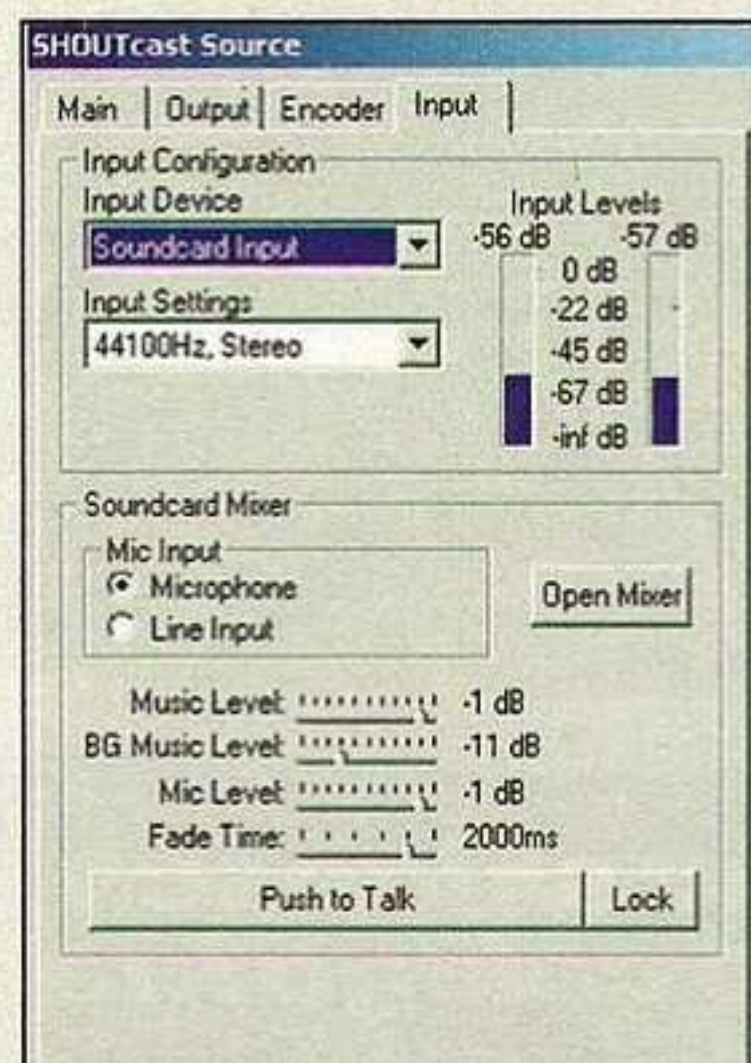 SHOUTcast Source
Main Output Encoder Input
Input Configuration
Input Device
Soundcard Input
Input Settings
44100Hz, Stereo
Input Levels
-56 dB -57 dB
0 dB
-22 dB
-45 dB
-67 dB
-inf dB
Soundcard Mixer
Mic Input
Microphone
Line Input
Open Mixer
Music Level: -1 dB
BG Music Level: -11 dB
Mic Level: -1 dB
Fade Time: 2000ms
Push to Talk Lock